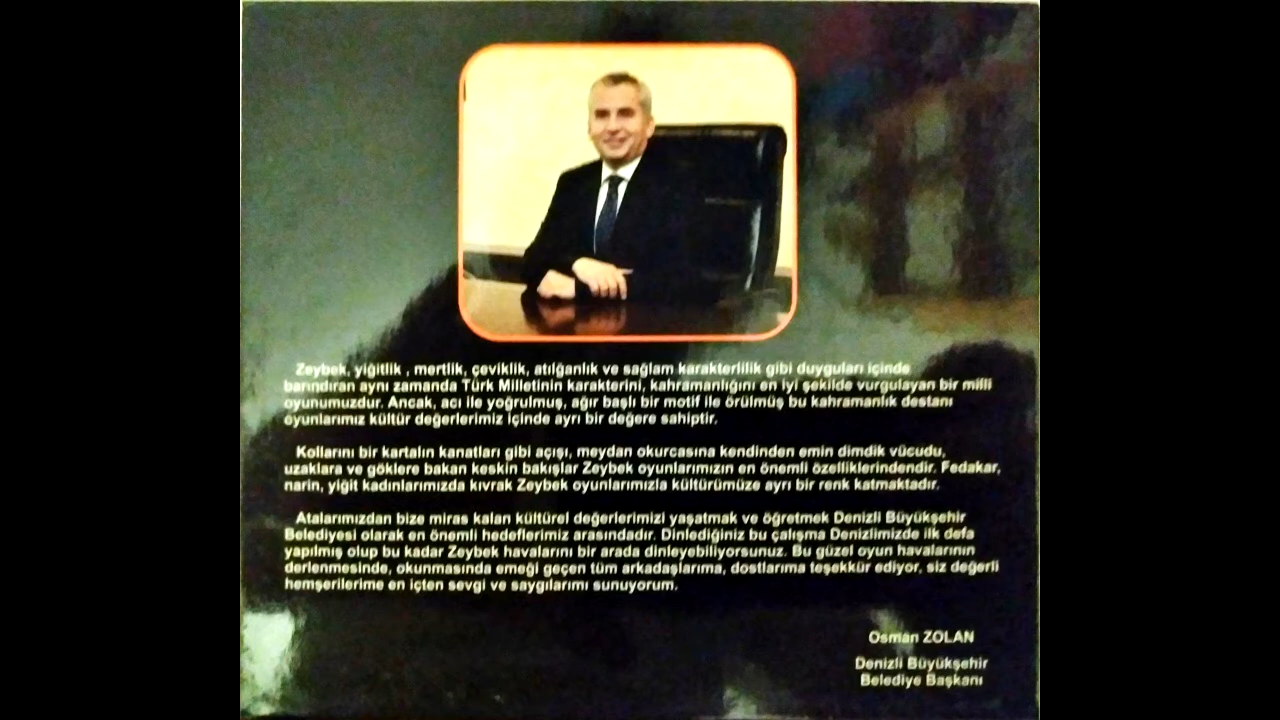 Zeybek, yiğitlik , mertlik, çeviklik, atılğanlık ve sağlam karakterlilik gibi duyguları içinde
barındıran aynı zamanda Türk Milletinin karakterini, kahramanlığını en iyi şekilde vurgulayan bir milli
oyunumuzdur. Ancak, acı ile yoğrulmuş, ağır başlı bir motif ile örülmüş bu kahramanlık destanı
oyunlarımız kültür değerlerimiz içinde ayrı bir değere sahiptir.
Kollarını bir kartalın kanatları gibi açışı, meydan okurcasına kendinden emin dimdik vücudu,
uzaklara ve göklere bakan keskin bakışlar Zeybek oyunlarımızın en önemli özelliklerindendir. Fedakar,
narin, yiğit kadınlarımızda kıvrak Zeybek oyunlarımızla kültürümüze ayrı bir renk katmaktadır.
Atalarımızdan bize miras kalan kültürel değerlerimizi yaşatmak ve öğretmek Denizli Büyükşehir
Belediyesi olarak en önemli hedeflerimiz arasındadır. Dinlediğiniz bu çalışma Denizlimizde ilk defa
yapılmış olup bu kadar Zeybek havalarını bir arada dinleyebiliyorsunuz. Bu güzel oyun havalarının
derlenmesinde, okunmasında emeği geçen tüm arkadaşlarıma, dostlarıma teşekkür ediyor, siz değerli
hemşerilerime en içten sevgi ve saygılarımı sunuyorum.
Osman ZOLAN
Denizli Büyükşehir
Belediye Başkanı